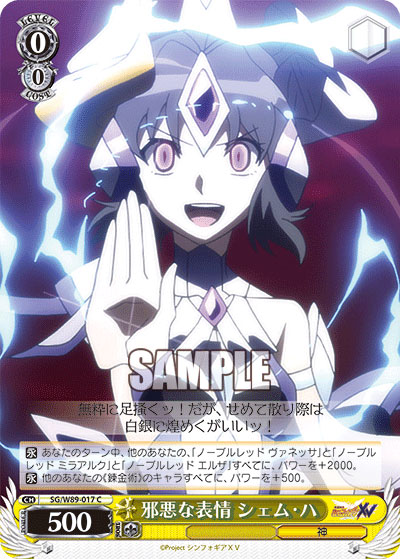 LEVEL
0
0
COST
SAMPLE
無粋に足掻くッ!だが、せめて散り際は
白銀に煌めくがいいッ!
永 あなたのターン中、他のあなたの、「ノーブルレッド ヴァネッサ」と「ノーブル
レッド ミラアルク」と「ノーブルレッド エルザ」すべてに、パワーを+2000。
永 他のあなたの《錬金術》のキャラすべてに、パワーを+500。
CH
SG/W89-017 C
500
邪悪な表情 シェム・ハ
XV
神
©Project シンフォギアXV